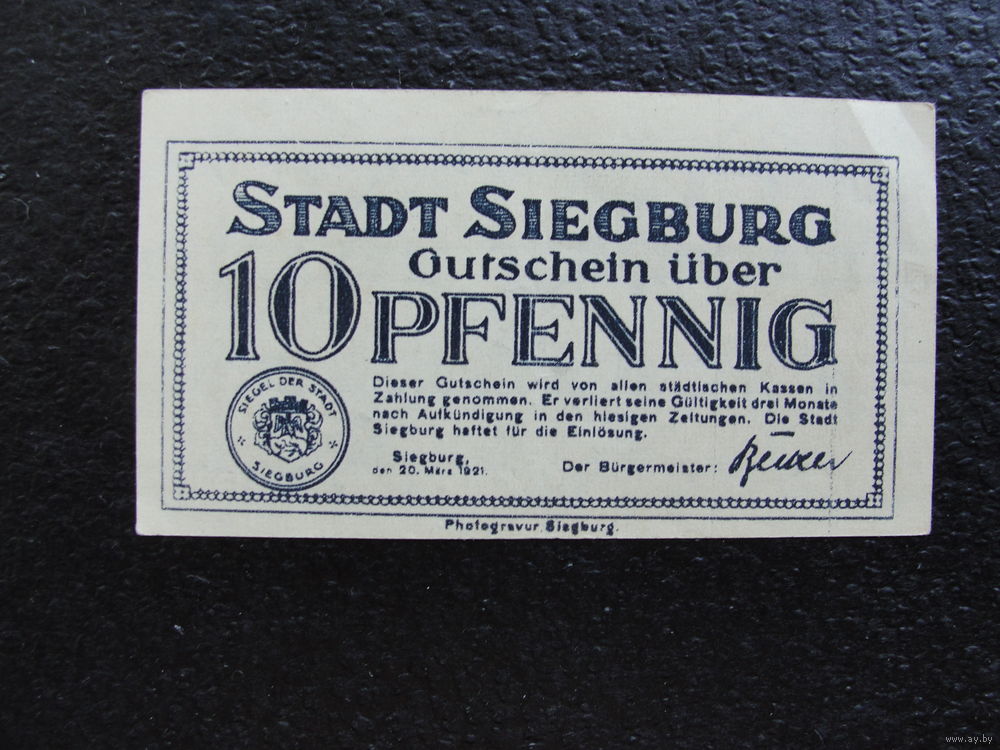 STADT SIEGBURG
Gutschein über
10 PFENNIG
Dieser Gutschein wird von allen städtischen Kassen in
Zahlung genommen. Er verliert seine Gültigkeit drei Monate
nach Aufkündigung in den hiesigen Zeitungen. Die Stadt
Siegburg haftet für die Einlösung.
Siegburg,
den 20. März 1921.
Der Bürgermeister:
SIEGEL DER STADT
SIEGBURG
Photogravur. Siegburg.
www.ay.by